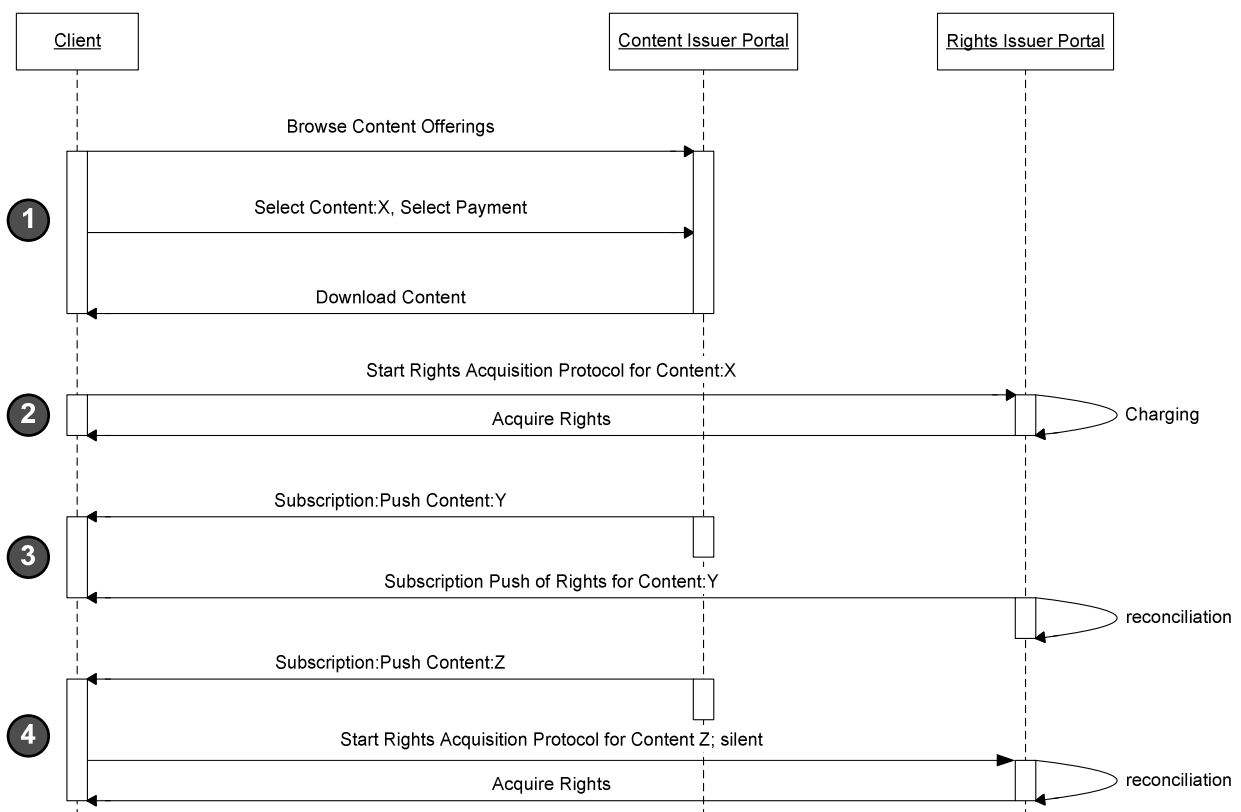 Client
Content Issuer Portal
Rights Issuer Portal
Browse Content Offerings
1
Select Content:X, Select Payment
Download Content
Start Rights Acquisition Protocol for Content:X
2
Acquire Rights
Charging
Subscription:Push Content:Y
3
Subscription Push of Rights for Content:Y
reconciliation
Subscription:Push Content:Z
4
Start Rights Acquisition Protocol for Content Z; silent
Acquire Rights
reconciliation